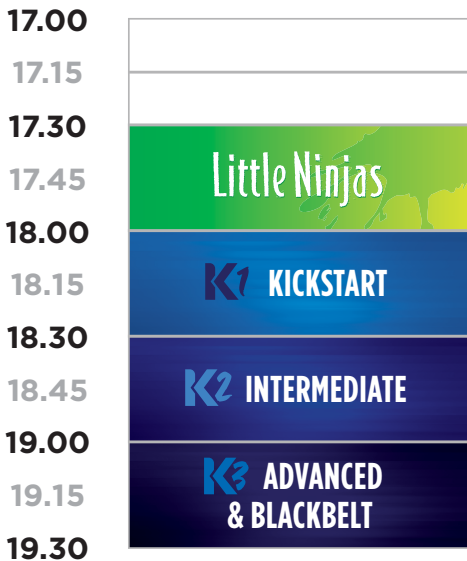 17.00
17.15
17.30
17.45
Little Ninjas
18.00
18.15
K1 KICKSTART
18.30
18.45
K2 INTERMEDIATE
19.00
19.15
K3 ADVANCED
& BLACKBELT
19.30